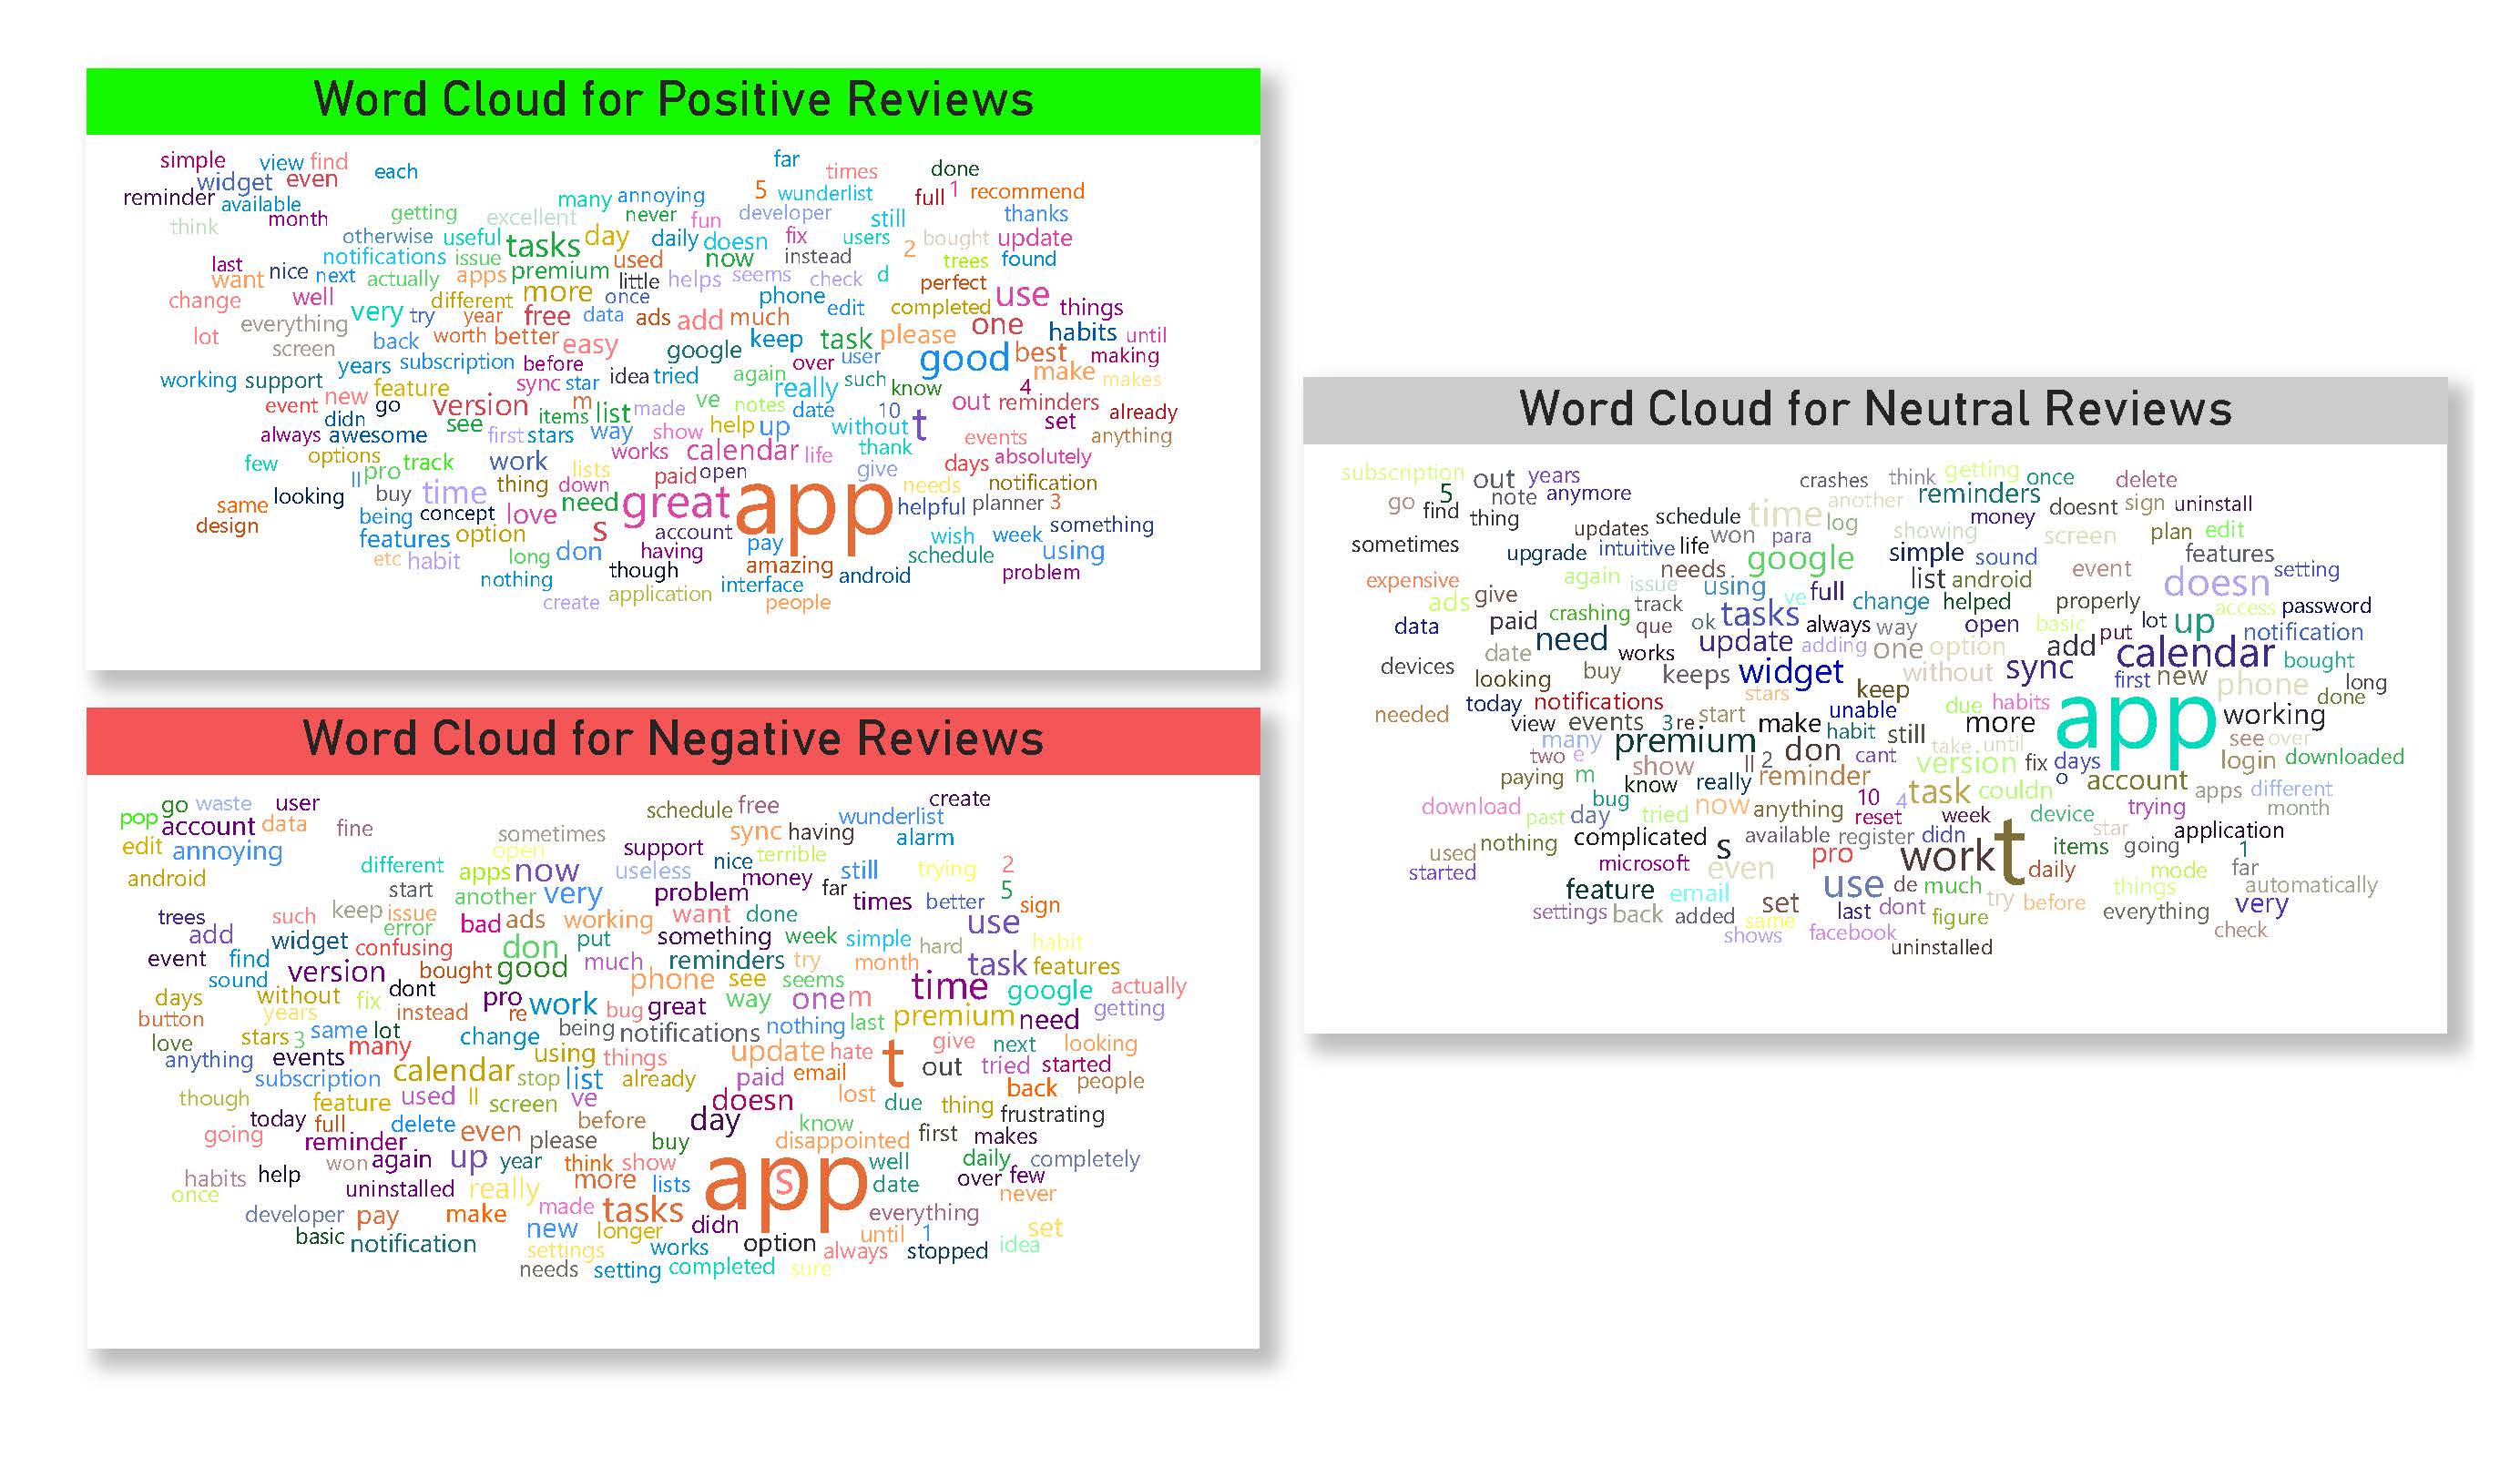 Word Cloud for Positive Reviews
simple view find far
each times done
widget even
reminder available many annoying 5 wunderlist full 1 recommend
month getting excellent never fun developer still thanks
think
otherwise useful tasks day daily doesn fix users 2 bought update
last notifications issue used now instead trees found
want nice next actually apps premium little helps seems check d perfect
change well different more once phone edit completed use things
everything very try year free data ads add much one habits until
lot screen back worth better easy google keep task please good best making
years subscription before over user make
working support feature sync star idea tried again really such know 4 makes
event new go version m items list made ve notes date 10 t out reminders already
didn see
always awesome first stars way show help up without events set anything
few options track work works calendar life thank days absolutely
ll pro lists paid open give
same looking buy time thing down need great app needs notification
design being concept love s account helpful planner 3 something
features option long don having pay wish week using
etc habit though amazing android schedule problem
nothing interface
create application people
Word Cloud for Negative Reviews
go waste user schedule free create
pop account data fine sometimes sync having wunderlist alarm
edit annoying open support nice terrible
android different apps now useless money still trying 2
start another very problem far times better 5 sign
trees such keep issue bad ads working want done
add error
widget confusing don put something week simple hard use habit
event find version bought good much reminders try month task features
sound dont phone see seems time google actually
days without fix pro work bug great way one m getting
button years instead re
love stars 3 same lot change being notifications nothing last premium need
anything events many using things update hate t give next looking
subscription calendar stop list already paid email out tried started
though feature used ll screen ve doesn lost due thing back people
today full delete before day know frustrating
going reminder even please buy disappointed first makes
won again up year think show app s well daily completely
habits help uninstalled really more lists date over few
once never
developer pay make made tasks everything
basic notification new longer didn until 1 set
settings works option always stopped idea
needs setting completed sure
Word Cloud for Neutral Reviews
subscription out years crashes think getting once delete
go 5 note anymore another reminders doesnt sign uninstall
find thing updates schedule time log showing money
sometimes upgrade intuitive life won para simple sound screen plan edit
expensive again issue needs google list android event features setting
ads give crashing track using ve full change helped properly doesn access password
data paid que ok tasks always way open basic put lot up notification
devices date need works update adding one option add calendar bought
looking buy keeps widget without sync first new phone long
needed today notifications stars keep due habits app done
view events 3 re start make unable more working
many premium show don habit still take until see over
two e ll 2 cant version fix days login downloaded
paying m know really reminder o account apps different
download bug now anything 10 4 task couldn trying month
past day tried reset week device
used nothing complicated available register didn t star application
started microsoft s pro work items going 1
feature email even use de much daily things mode far automatically
settings back added same set last dont figure try before everything very
shows facebook check
uninstalled